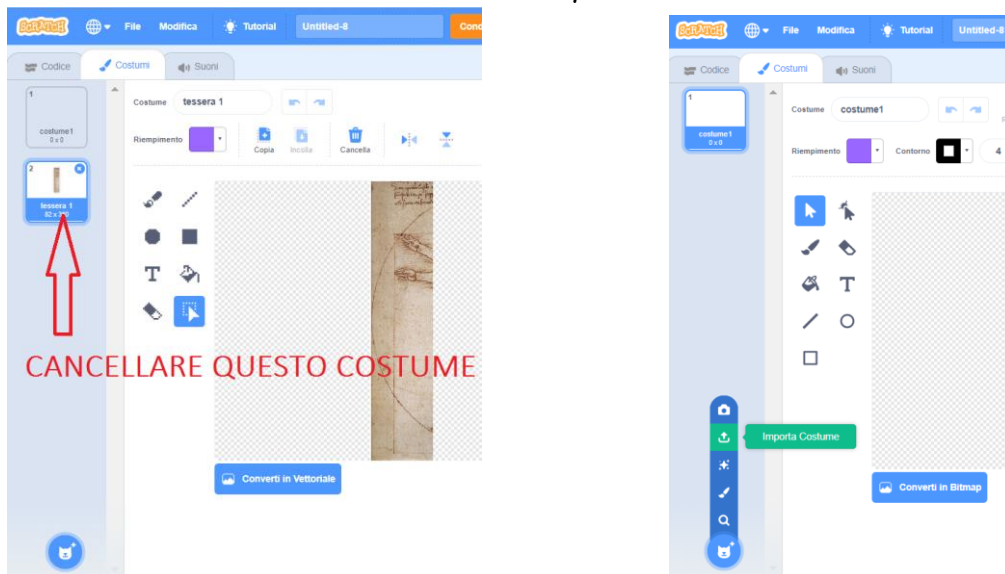 SCRATCH File Modifica Tutorial Untitled-8
Codice Costumi Suoni
1
costume1
0 x 0
2
tessera 1
Costume tessera 1
Riempimento Copia Incolla Cancella
T
CANCELLARE QUESTO COSTUME
Converti in Vettoriale
SCRATCH File Modifica Tutorial Untitled-8
Codice Costumi Suoni
1
costume1
0 x 0
Costume costume1
Riempimento Contorno 4
T
Importa Costume
Converti in Bitmap